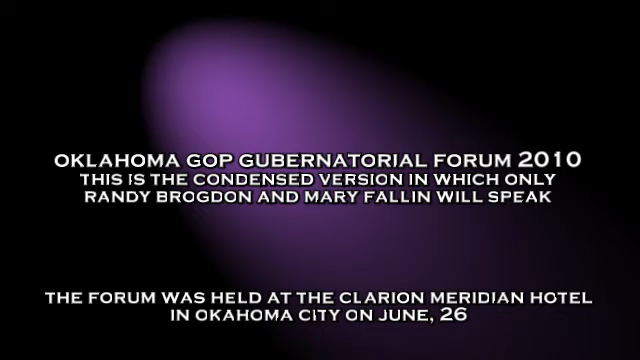 OKLAHOMA GOP GUBERNATORIAL FORUM 2010
THIS IS THE CONDENSED VERSION IN WHICH ONLY
RANDY BROGDON AND MARY FALLIN WILL SPEAK
THE FORUM WAS HELD AT THE CLARION MERIDIAN HOTEL
IN OKAHOMA CITY ON JUNE, 26